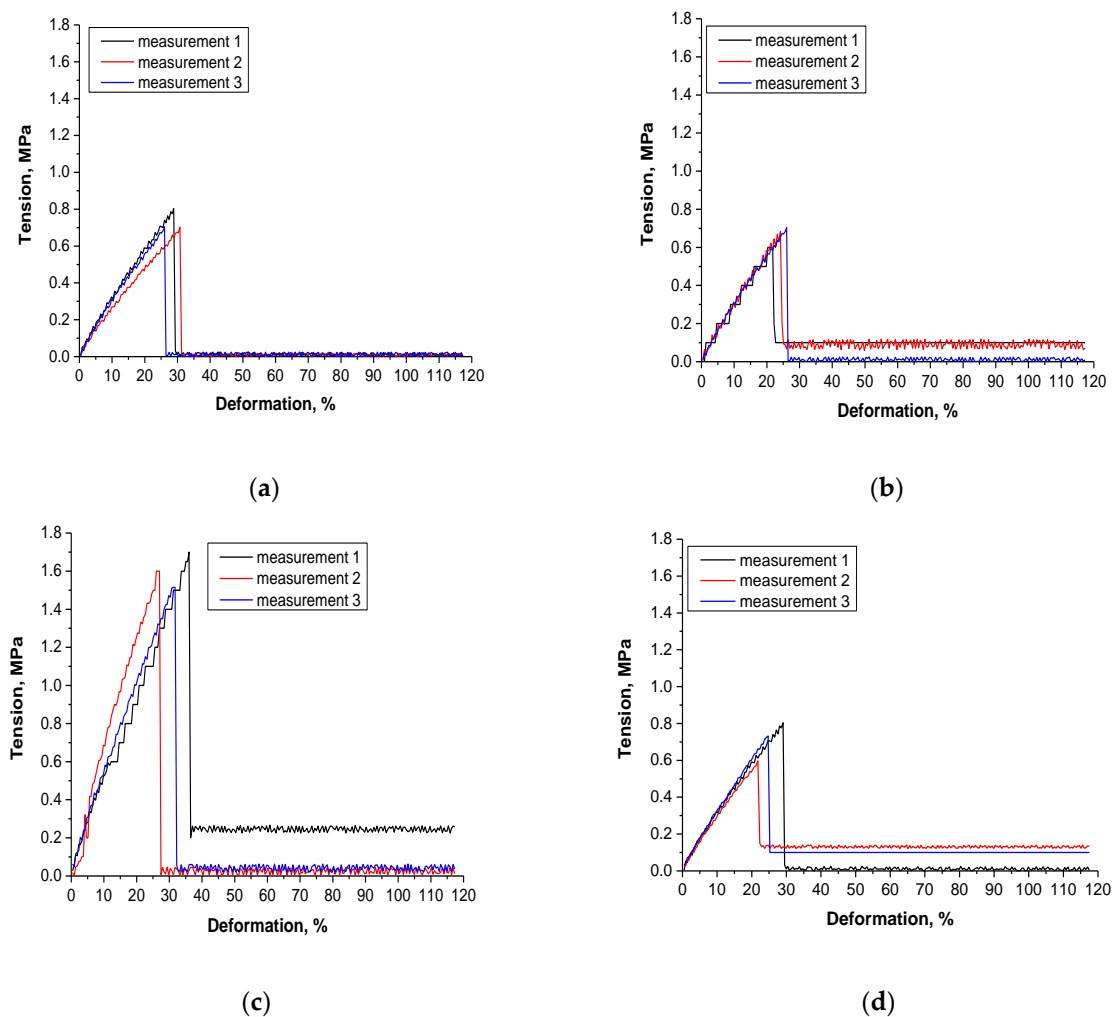 1.8
1.6
1.4
1.2
1.0
0.8
0.6
0.4
0.2
0.0
Tension, MPa
measurement 1
measurement 2
measurement 3
0 10 20 30 40 50 60 70 80 90 100 110 120
Deformation, %
(a)
1.8
1.6
1.4
1.2
1.0
0.8
0.6
0.4
0.2
0.0
Tension, MPa
measurement 1
measurement 2
measurement 3
0 10 20 30 40 50 60 70 80 90 100 110 120
Deformation, %
(b)
1.8
1.6
1.4
1.2
1.0
0.8
0.6
0.4
0.2
0.0
Tension, MPa
measurement 1
measurement 2
measurement 3
0 10 20 30 40 50 60 70 80 90 100 110 120
Deformation, %
(c)
1.8
1.6
1.4
1.2
1.0
0.8
0.6
0.4
0.2
0.0
Tension, MPa
measurement 1
measurement 2
measurement 3
0 10 20 30 40 50 60 70 80 90 100 110 120
Deformation, %
(d)